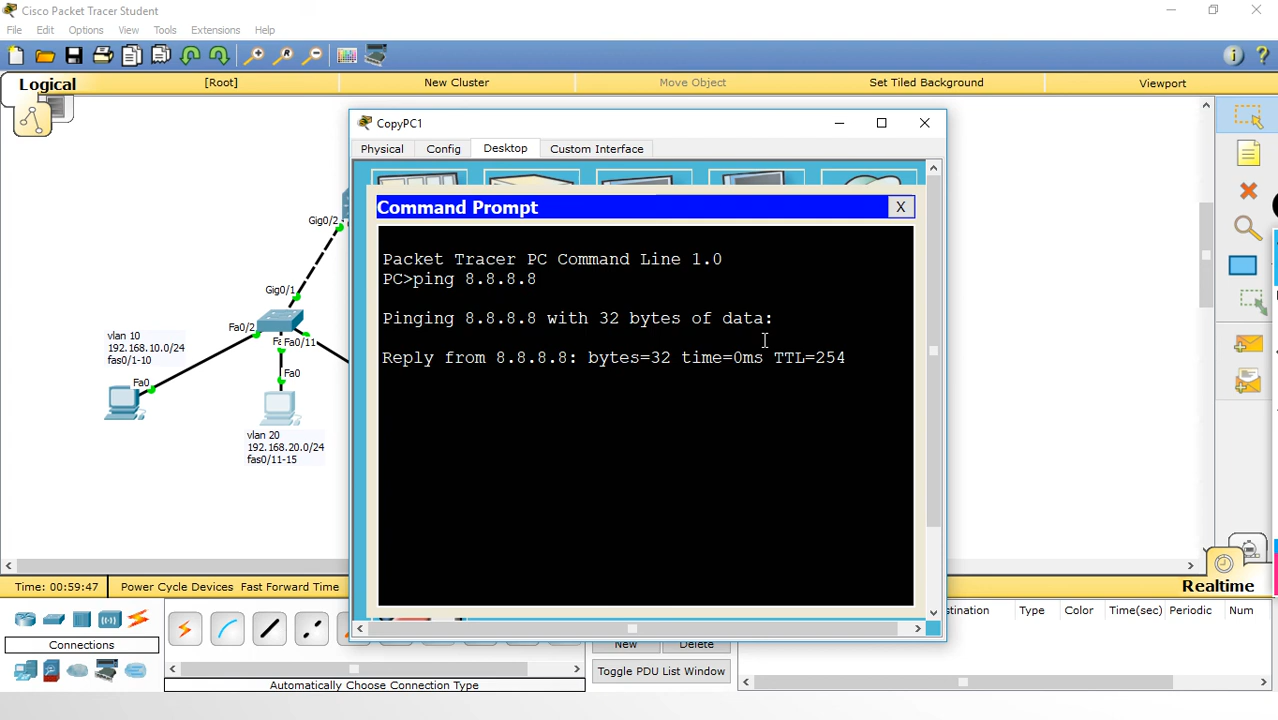 Cisco Packet Tracer Student
File Edit Options View Tools Extensions Help
Logical
[Root]
New Cluster
Move Object
Set Tiled Background
Viewport
CopyPC1
Physical Config Desktop Custom Interface
Command Prompt
X
Packet Tracer PC Command Line 1.0
PC>ping 8.8.8.8
Pinging 8.8.8.8 with 32 bytes of data:
Reply from 8.8.8.8: bytes=32 time=0ms TTL=254
Gig0/2
Gig0/1
Fa0/2
Fa0/11
vlan 10
192.168.10.0/24
fas0/1-10
Fa0
Fa0
vlan 20
192.168.20.0/24
fas0/11-15
Time: 00:59:47
Power Cycle Devices Fast Forward Time
Realtime
Connections
Automatically Choose Connection Type
New
Delete
Toggle PDU List Window
Type Color Time(sec) Periodic Num